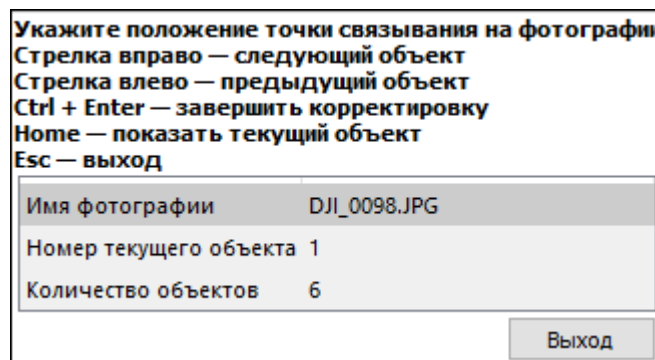 Укажите положение точки связывания на фотографии
Стрелка вправо — следующий объект
Стрелка влево — предыдущий объект
Ctrl + Enter — завершить корректировку
Home — показать текущий объект
Esc — выход
Имя фотографии DJI_0098.JPG
Номер текущего объекта 1
Количество объектов 6
Выход